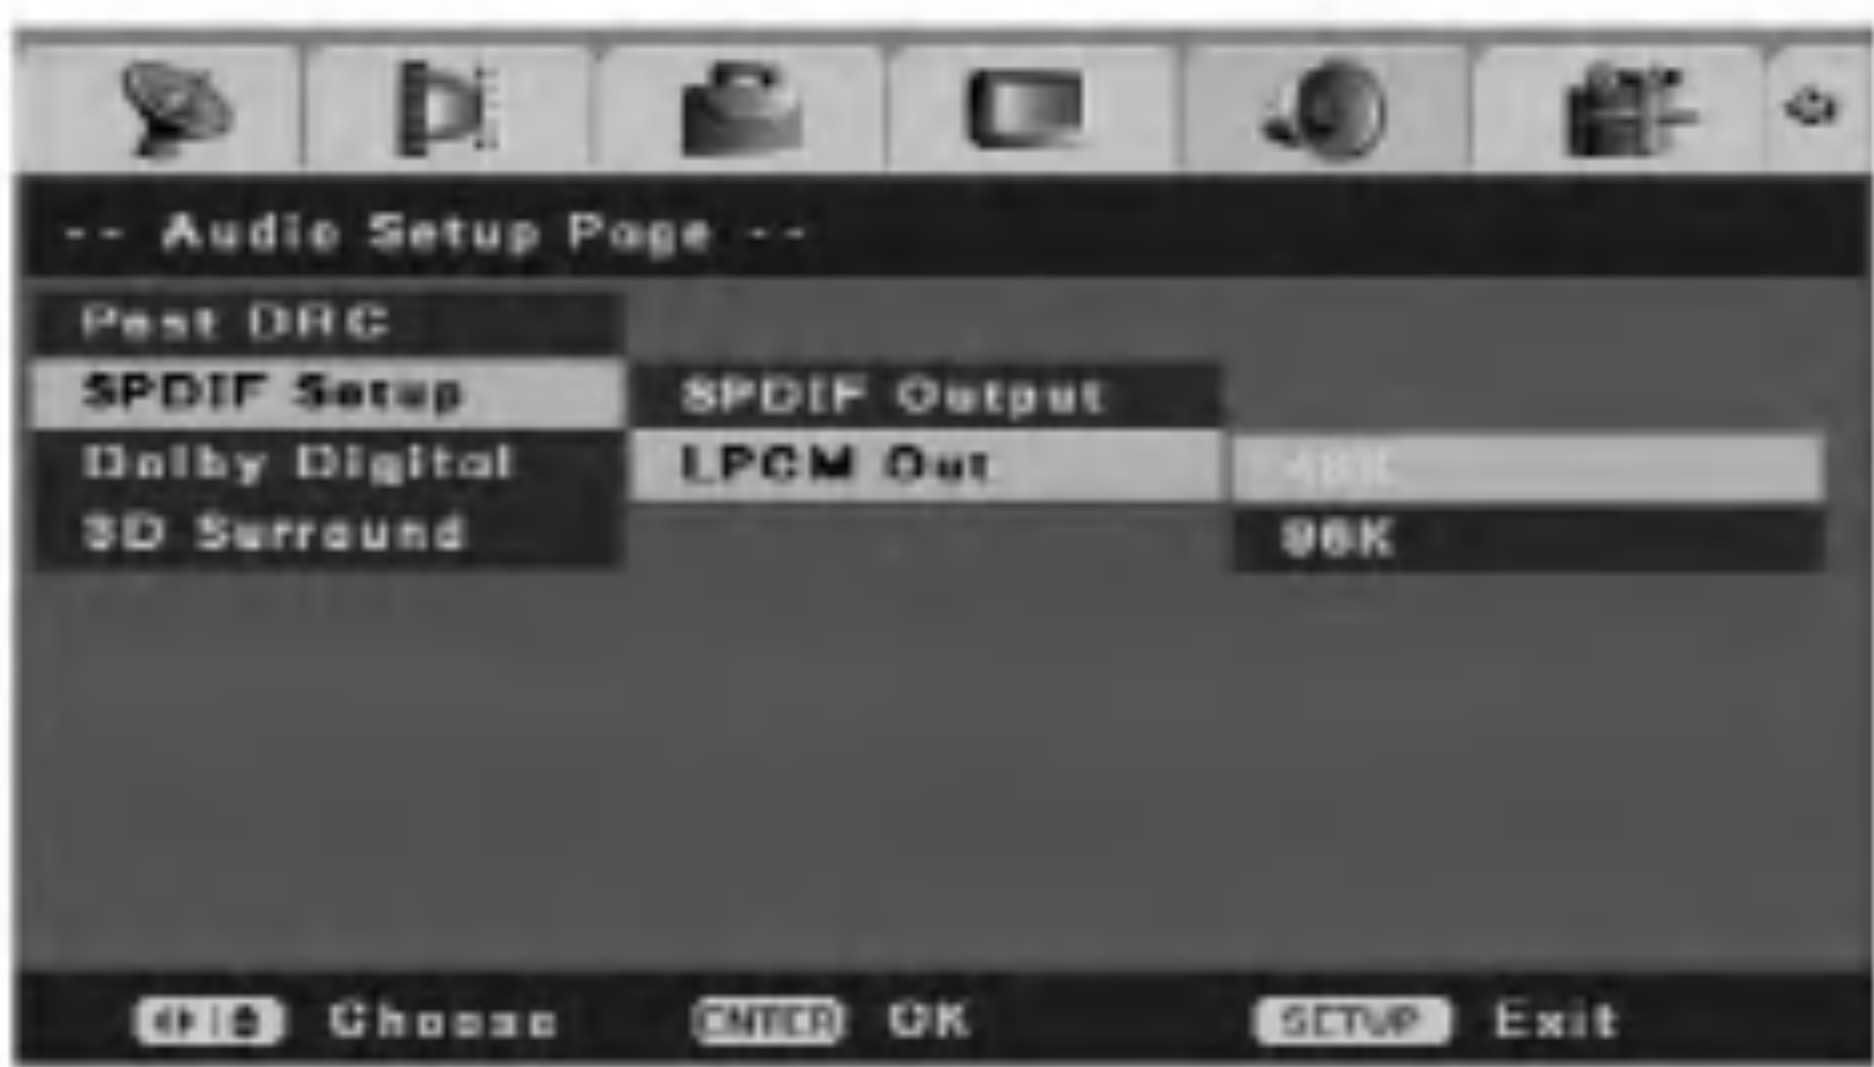 -- Audio Setup Page --
Post DRC
SPDIF Setup
SPDIF Output
Dolby Digital
LPCM Out
48K
3D Surround
96K
Choose
ENTER OK
SETUP Exit